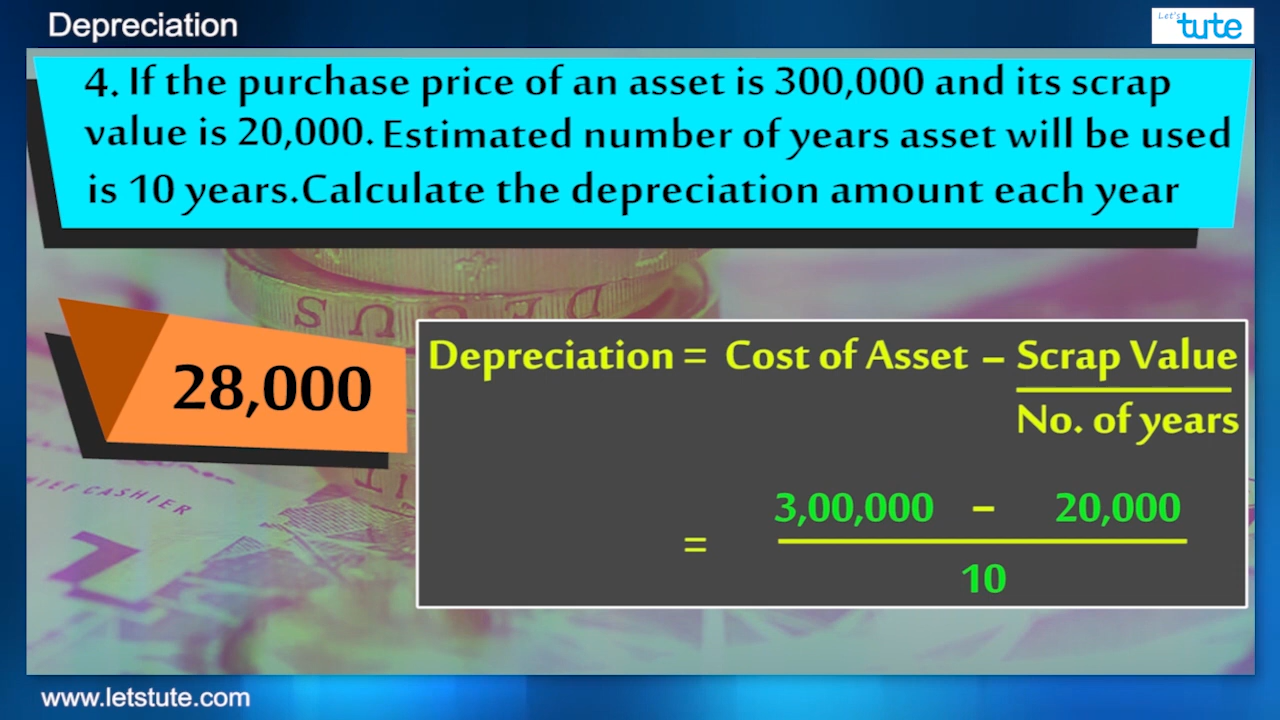 Depreciation
Let's
tute
4. If the purchase price of an asset is 300,000 and its scrap
value is 20,000. Estimated number of years asset will be used
is 10 years.Calculate the depreciation amount each year
DECUS
28,000
Depreciation = Cost of Asset – Scrap Value
No. of years
3,00,000 – 20,000
=
10
HIEF CASHIER
www.letstute.com